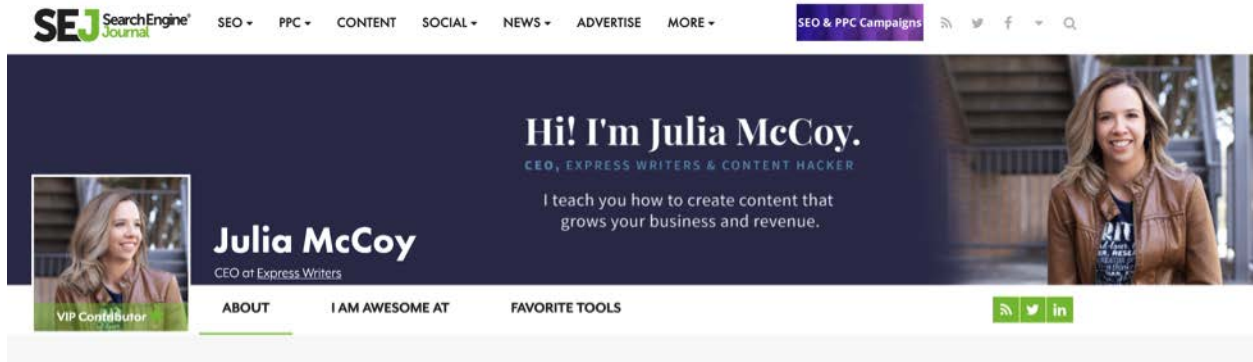 SEJ SearchEngine®
Journal
SEO PPC CONTENT SOCIAL NEWS ADVERTISE MORE
SEO & PPC Campaigns
Hi! I'm Julia McCoy.
CEO, EXPRESS WRITERS & CONTENT HACKER
I teach you how to create content that
grows your business and revenue.
Julia McCoy
CEO at Express Writers
VIP Contributor
ABOUT I AM AWESOME AT FAVORITE TOOLS